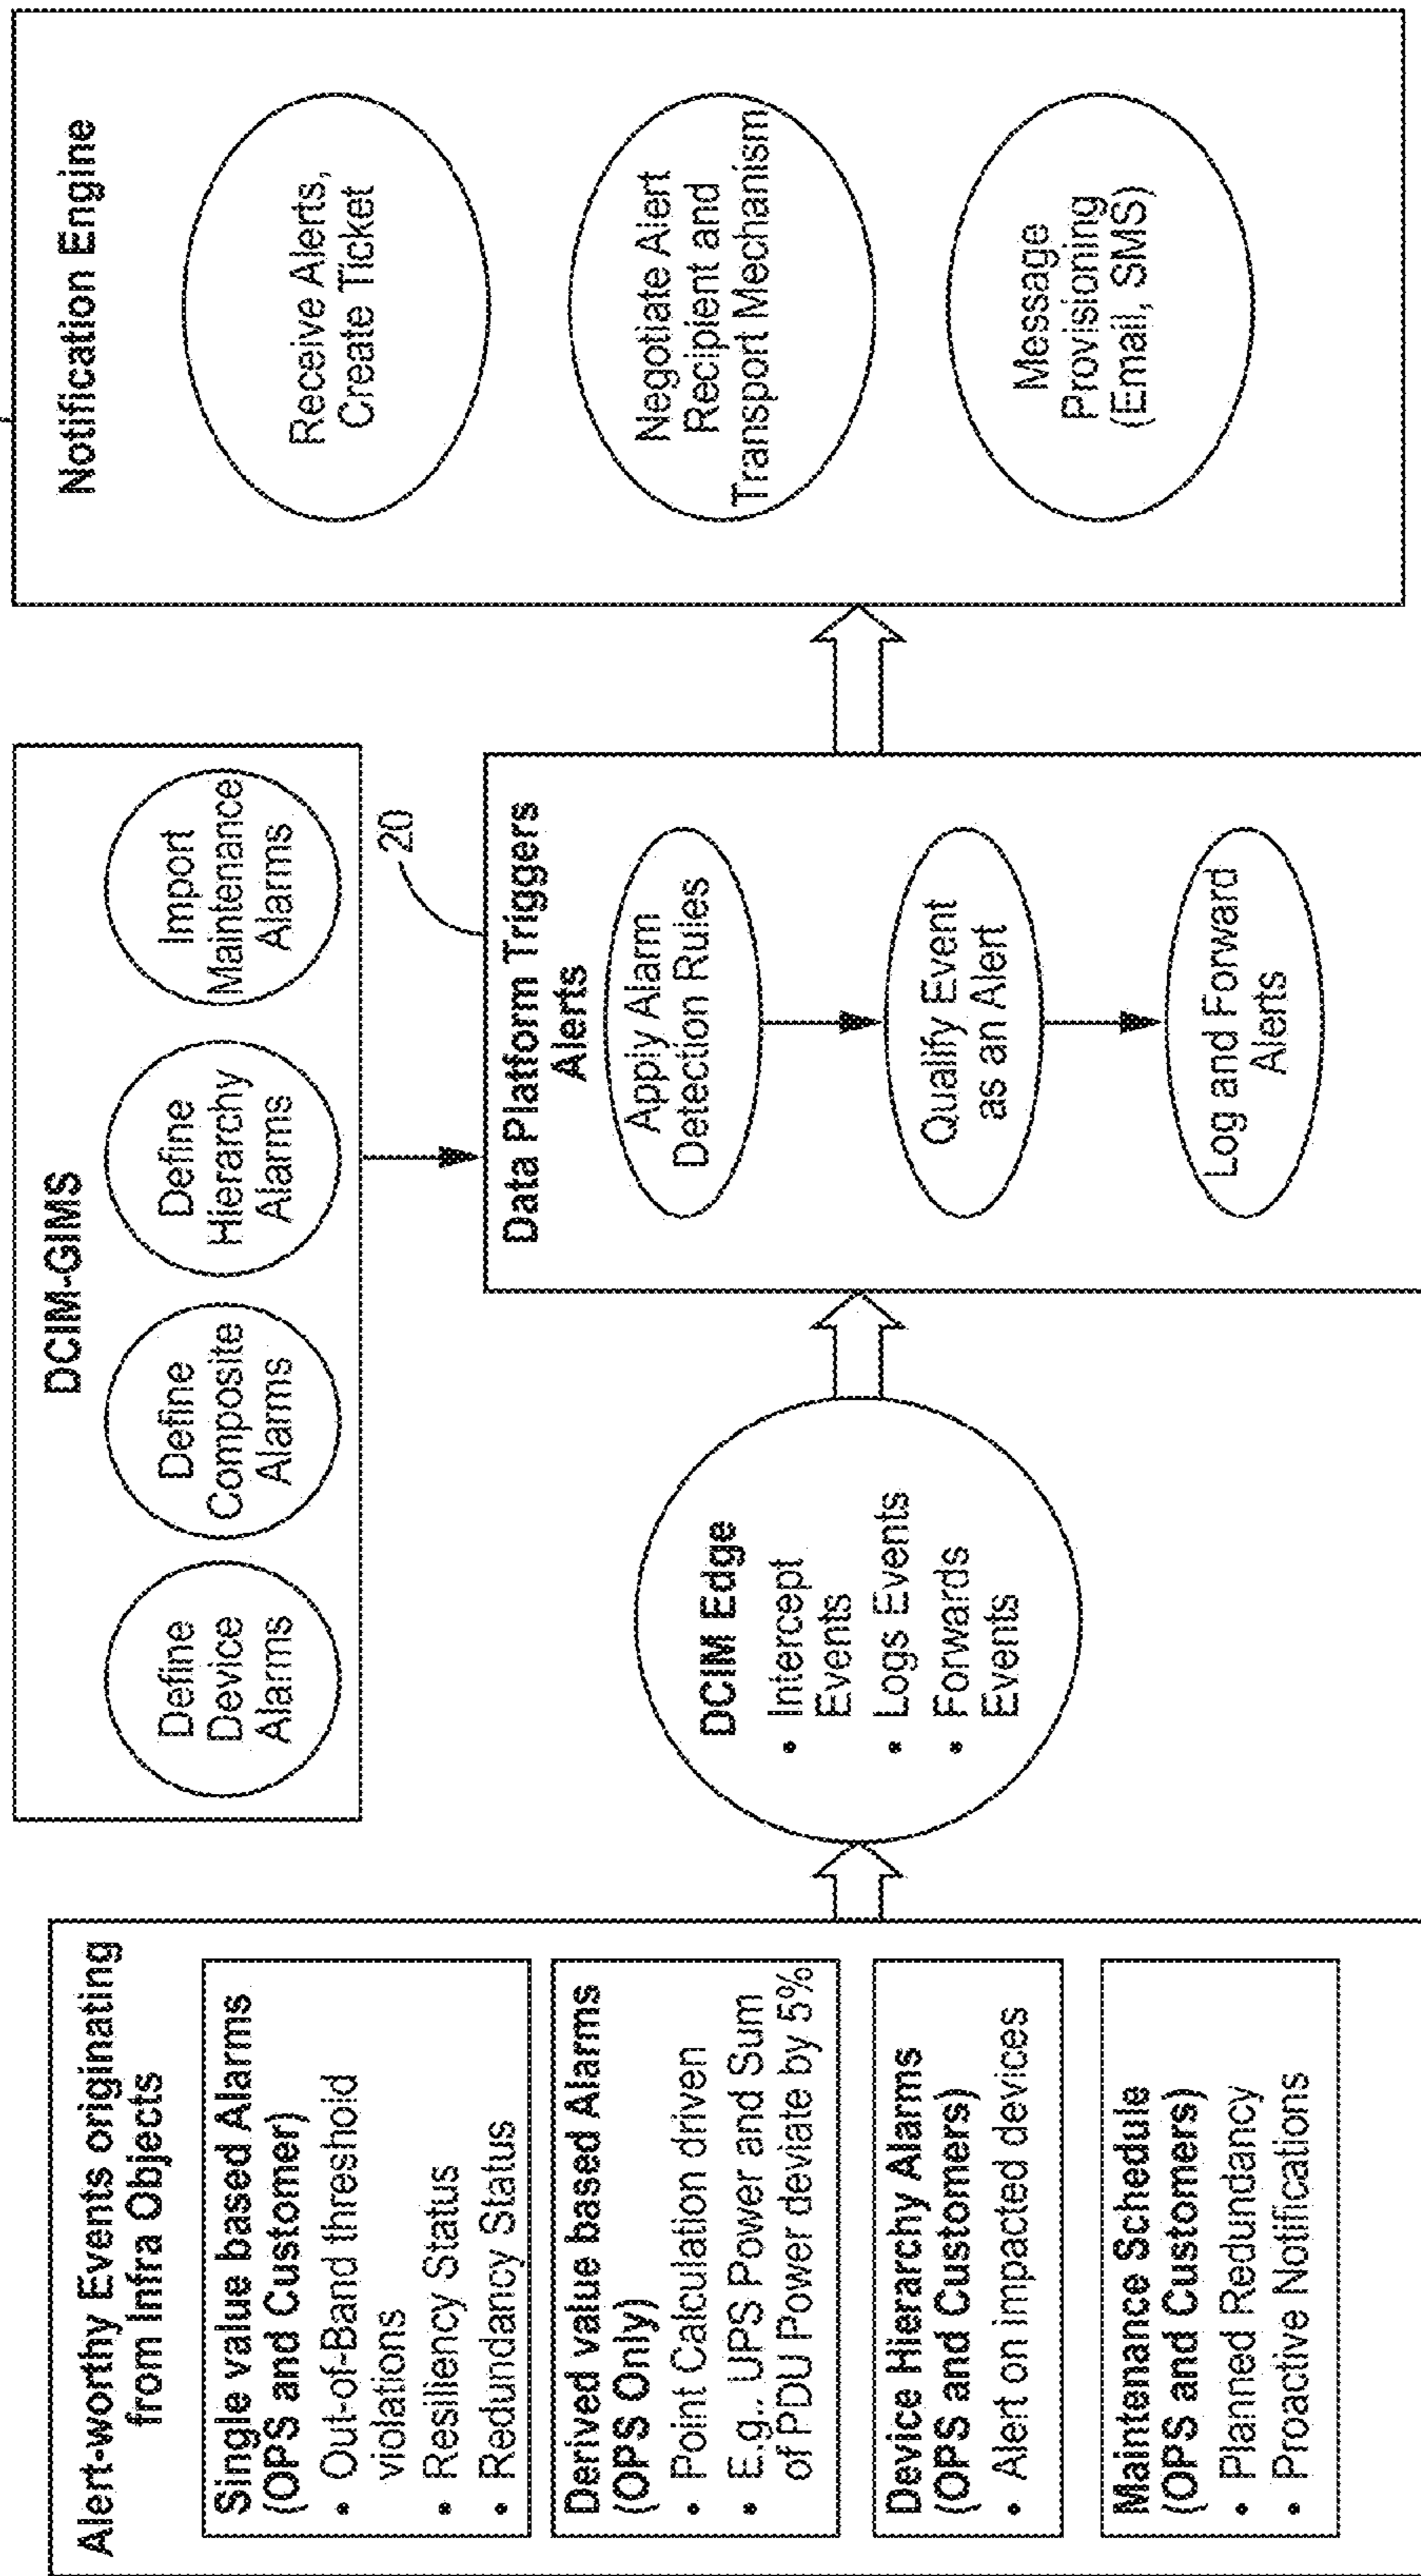 Alert-worthy Events originating
from Infra Objects
Single value based Alarms
(OPS and Customer)
• Out-of-Band threshold
violations
• Resiliency Status
• Redundancy Status
Derived value based Alarms
(OPS Only)
• Point Calculation driven
• E.g.. UPS Power and Sum
of PDU Power deviate by 5%
Device Hierarchy Alarms
(OPS and Customers)
• Alert on impacted devices
Maintenance Schedule
(OPS and Customers)
• Planned Redundancy
• Proactive Notifications
DCIM-GIMS
Define
Device
Alarms
Define
Composite
Alarms
Define
Hierarchy
Alarms
Import
Maintenance
Alarms
DCIM Edge
• Intercept
Events
• Logs Events
• Forwards
Events
20
Data Platform Triggers
Alerts
Apply Alarm
Detection Rules
Qualify Event
as an Alert
Log and Forward
Alerts
Notification Engine
Receive Alerts,
Create Ticket
Negotiate Alert
Recipient and
Transport Mechanism
Message
Provisioning
(Email, SMS)